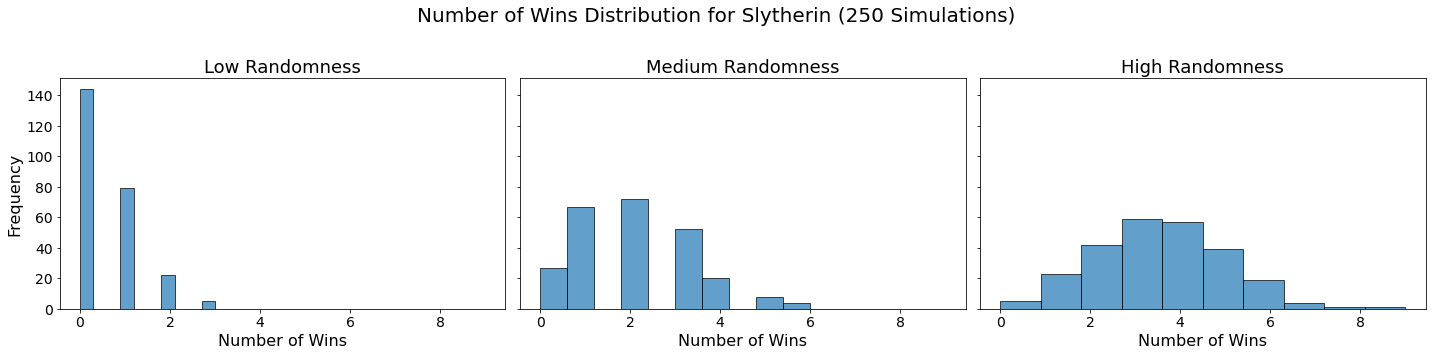 Number of Wins Distribution for Slytherin (250 Simulations)
Low Randomness
Medium Randomness
High Randomness
Frequency
140
120
100
80
60
40
20
0
0 2 4 6 8
0 2 4 6 8
0 2 4 6 8
Number of Wins
Number of Wins
Number of Wins